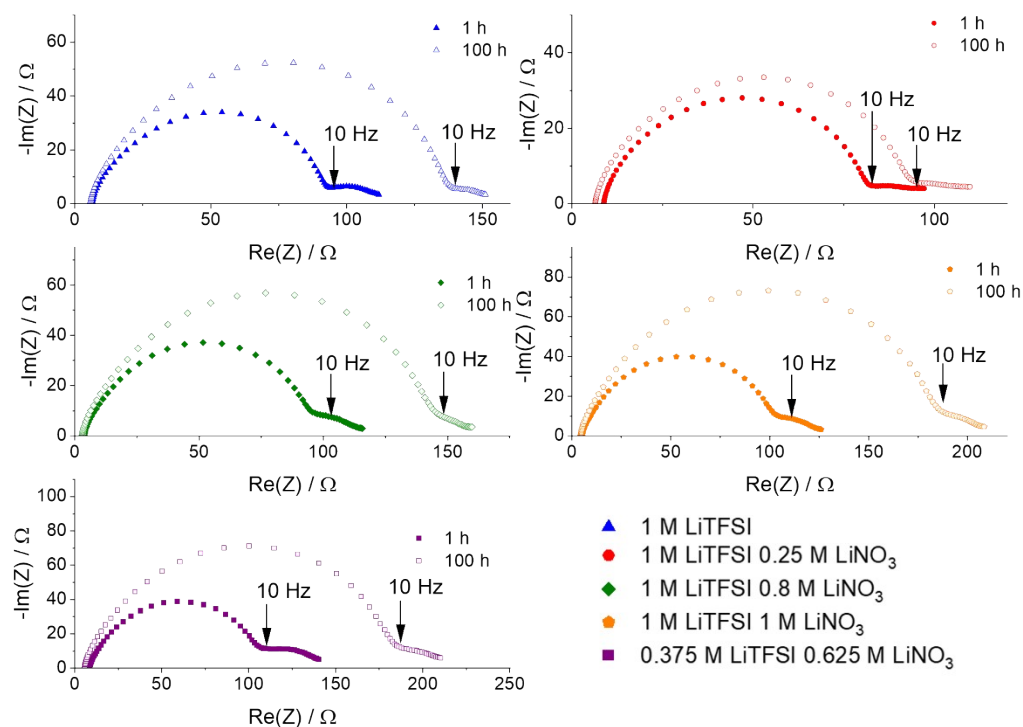 -Im(Z) / Ω
60
40
20
0
1 h
100 h
10 Hz
10 Hz
0
50
100
150
Re(Z) / Ω
-Im(Z) / Ω
40
20
0
1 h
100 h
10 Hz
10 Hz
0
50
100
Re(Z) / Ω
-Im(Z) / Ω
60
40
20
0
1 h
100 h
10 Hz
10 Hz
0
50
100
150
Re(Z) / Ω
-Im(Z) / Ω
80
60
40
20
0
1 h
100 h
10 Hz
10 Hz
0
50
100
150
200
Re(Z) / Ω
-Im(Z) / Ω
100
80
60
40
20
0
1 h
100 h
10 Hz
10 Hz
0
50
100
150
200
250
Re(Z) / Ω
1 M LiTFSI
1 M LiTFSI 0.25 M LiNO₃
1 M LiTFSI 0.8 M LiNO₃
1 M LiTFSI 1 M LiNO₃
0.375 M LiTFSI 0.625 M LiNO₃